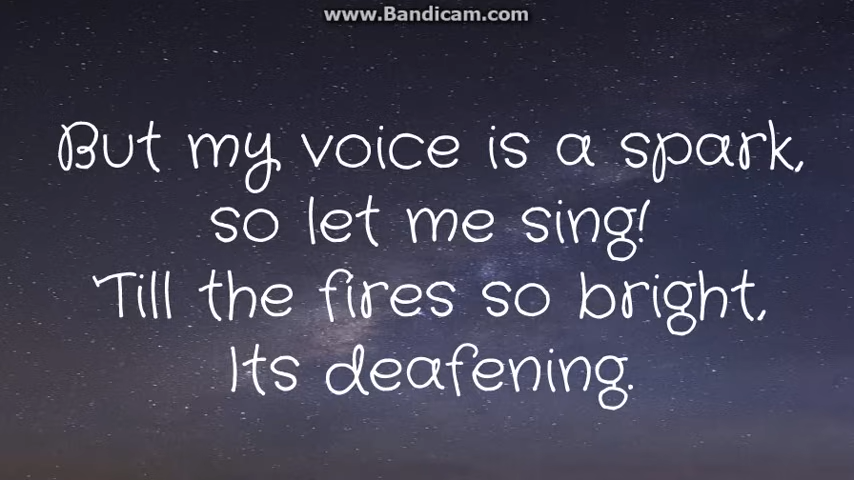 www.Bandicam.com
But my voice is a spark,
so let me sing!
'Till the fires so bright,
Its deafening.